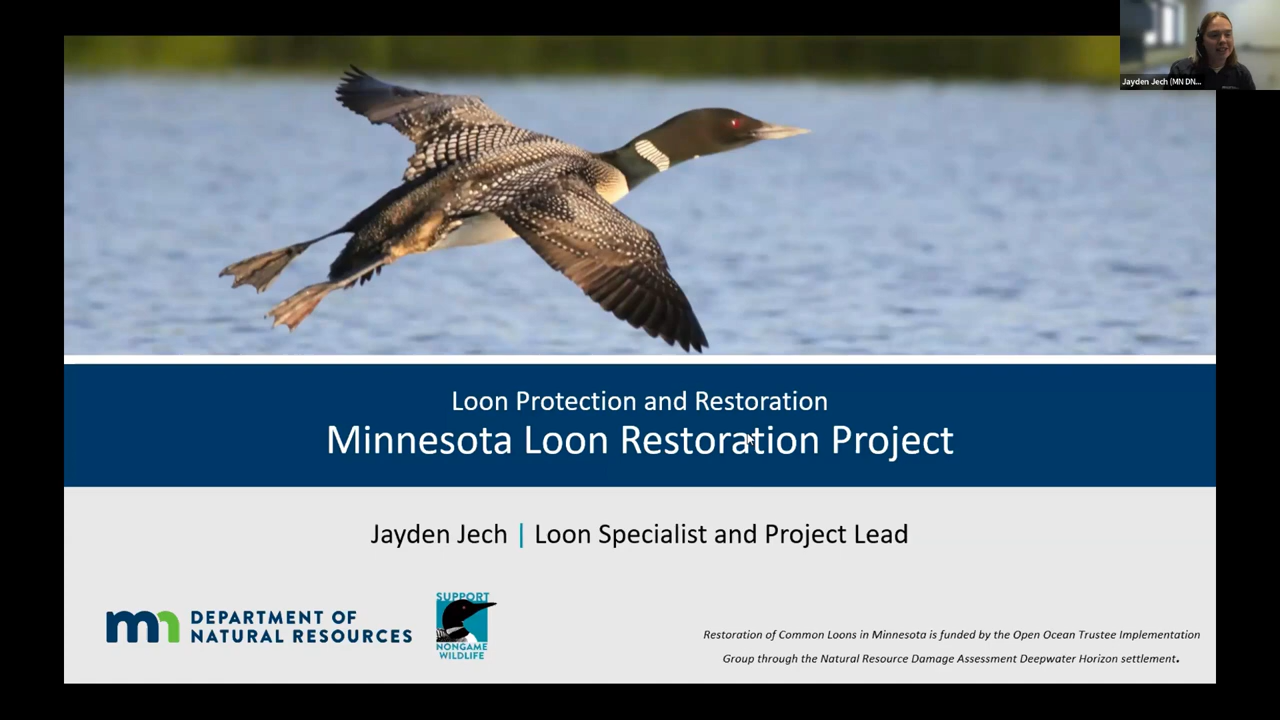 Jayden Jech (MN DN...
Loon Protection and Restoration
Minnesota Loon Restoration Project
Jayden Jech | Loon Specialist and Project Lead
mn DEPARTMENT OF
NATURAL RESOURCES
SUPPORT
NONGAME
WILDLIFE
Restoration of Common Loons in Minnesota is funded by the Open Ocean Trustee Implementation
Group through the Natural Resource Damage Assessment Deepwater Horizon settlement.